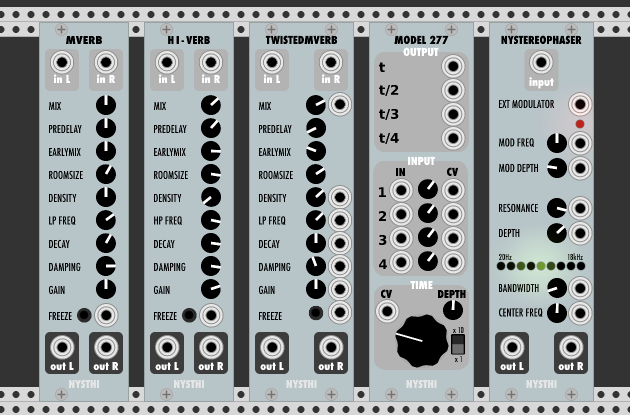 MVERB
in L
in R
MIX
PREDELAY
EARLYMIX
ROOMSIZE
DENSITY
LP FREQ
DECAY
DAMPING
GAIN
FREEZE
out L
out R
NYSTHI
HI-VERB
in L
in R
MIX
PREDELAY
EARLYMIX
ROOMSIZE
DENSITY
HP FREQ
DECAY
DAMPING
GAIN
FREEZE
out L
out R
NYSTHI
TWISTEDMVERB
in L
in R
MIX
PREDELAY
EARLYMIX
ROOMSIZE
DENSITY
LP FREQ
DECAY
DAMPING
GAIN
FREEZE
out L
out R
NYSTHI
MODEL 277
OUTPUT
t
t/2
t/3
t/4
INPUT
IN CV
1
2
3
4
TIME
CV DEPTH
x 10
x 1
NYSTHI
NYSTEREOPHASER
input
EXT MODULATOR
MOD FREQ
MOD DEPTH
RESONANCE
DEPTH
20Hz 18kHz
BANDWIDTH
CENTER FREQ
out L
out R
NYSTHI